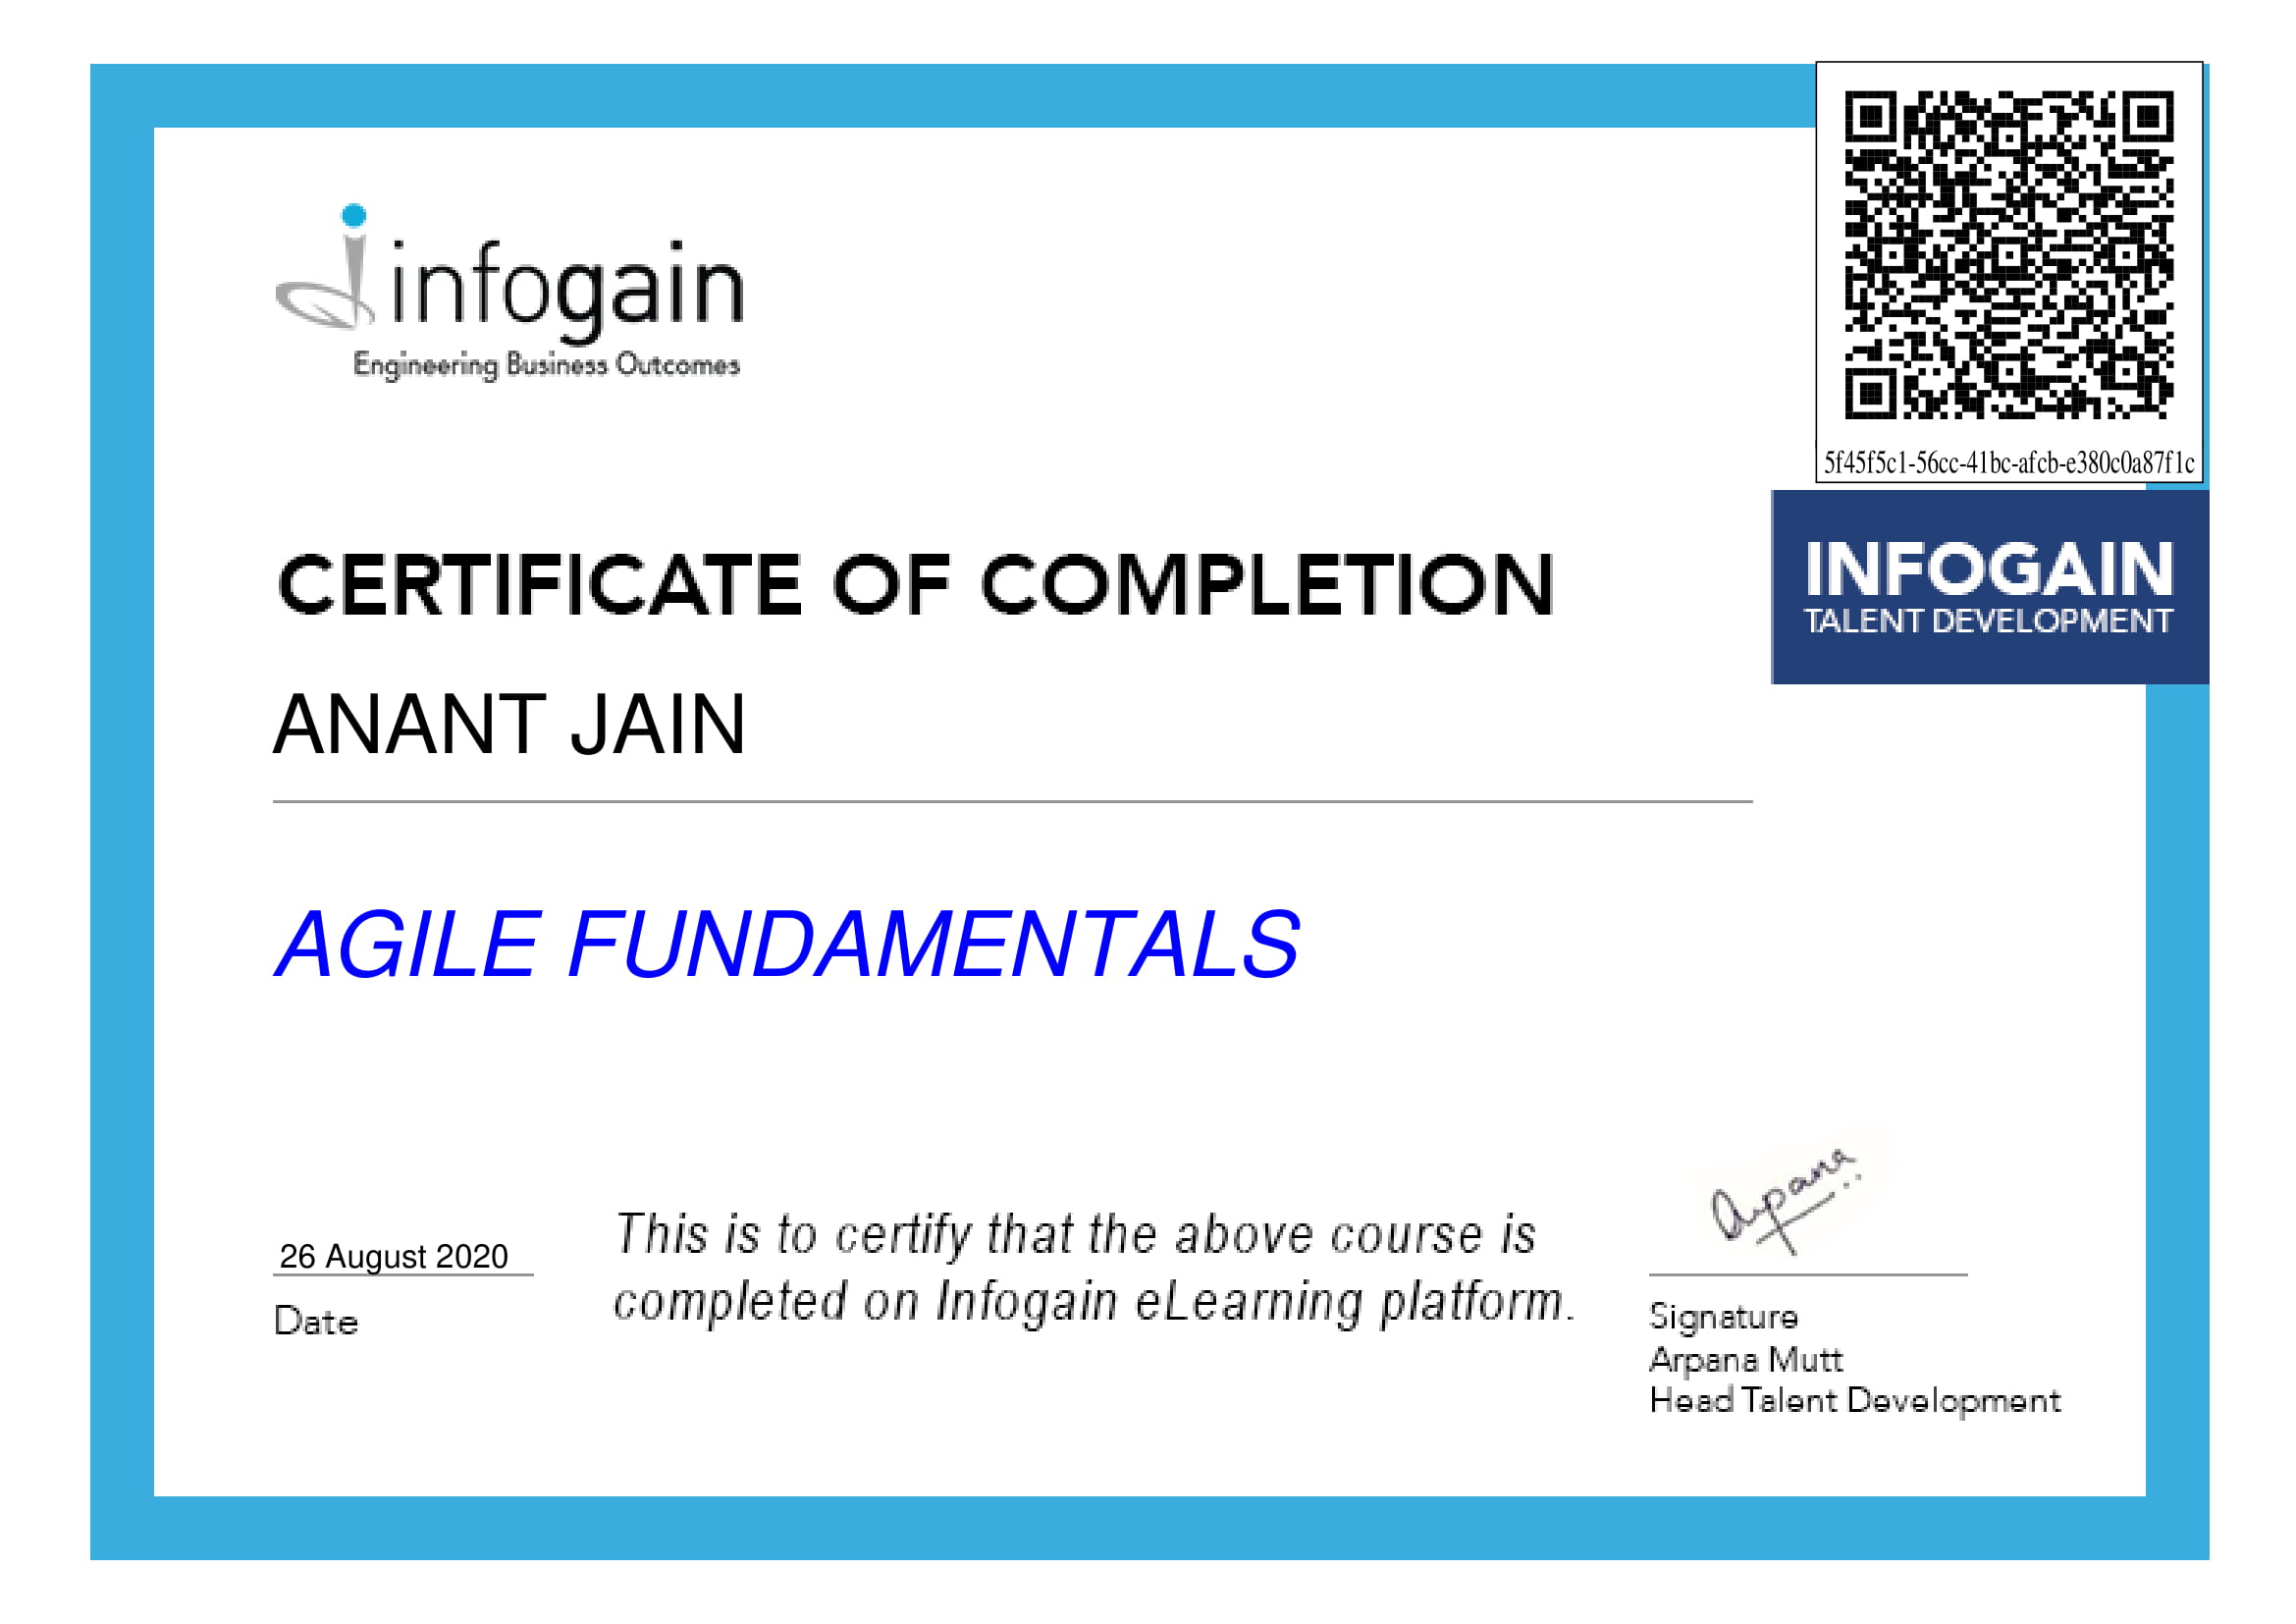 infogain
Engineering Business Outcomes
5f45f5c1-56cc-41bc-afcb-e380c0a87f1c
INFOGAIN
TALENT DEVELOPMENT
CERTIFICATE OF COMPLETION
ANANT JAIN
AGILE FUNDAMENTALS
26 August 2020
Date
This is to certify that the above course is
completed on Infogain eLearning platform.
Arpana
Signature
Arpana Mutt
Head Talent Development